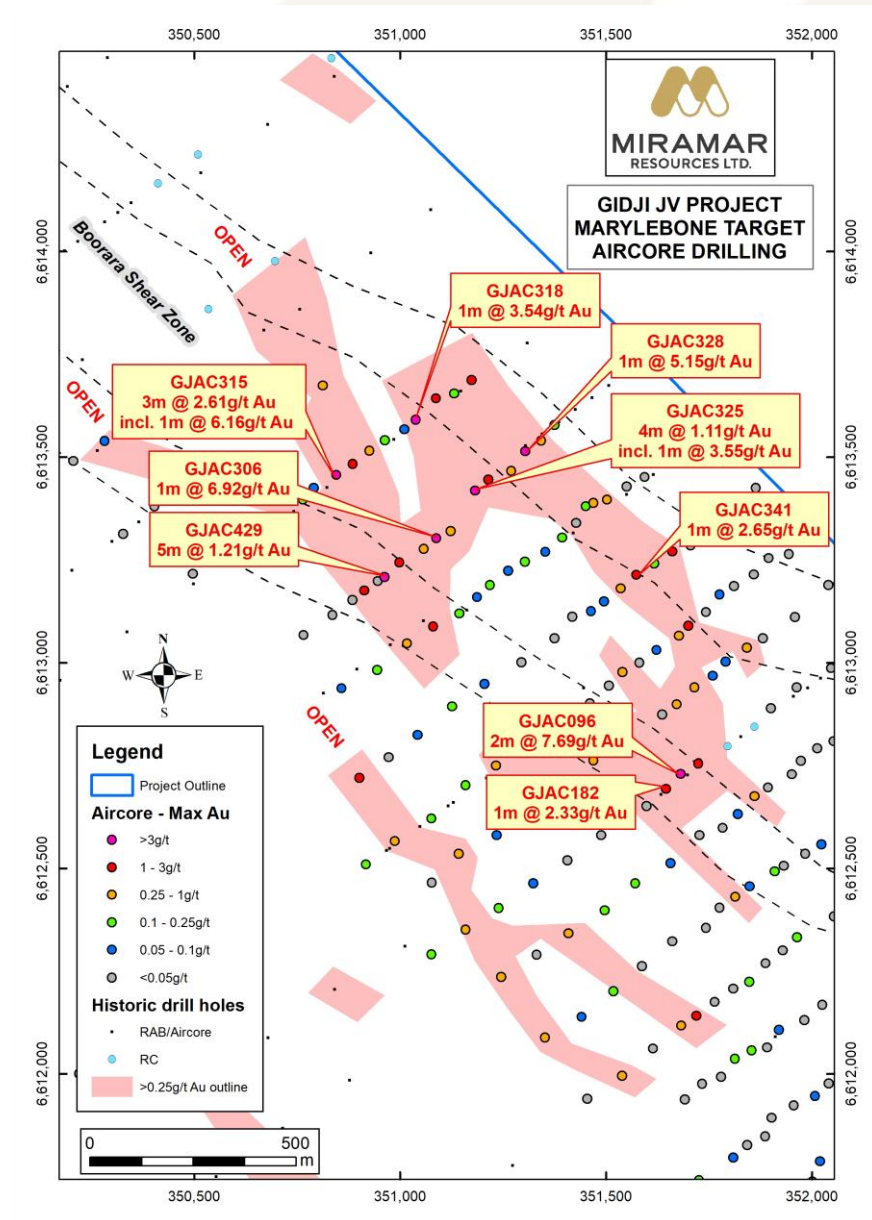 350,500
351,000
351,500
352,000
MIRAMAR
RESOURCES LTD.
GIDJI JV PROJECT
MARYLEBONE TARGET
AIRCORE DRILLING
6,614,000
6,614,000
Boorara Shear Zone
OPEN
GJAC318
1m @ 3.54g/t Au
GJAC328
1m @ 5.15g/t Au
GJAC315
3m @ 2.61g/t Au
incl. 1m @ 6.16g/t Au
OPEN
GJAC325
4m @ 1.11g/t Au
incl. 1m @ 3.55g/t Au
6,613,500
6,613,500
GJAC306
1m @ 6.92g/t Au
GJAC341
1m @ 2.65g/t Au
GJAC429
5m @ 1.21g/t Au
N
W
E
S
6,613,000
6,613,000
OPEN
GJAC096
2m @ 7.69g/t Au
GJAC182
1m @ 2.33g/t Au
Legend
Project Outline
Aircore - Max Au
>3g/t
1 - 3g/t
0.25 - 1g/t
0.1 - 0.25g/t
0.05 - 0.1g/t
<0.05g/t
Historic drill holes
RAB/Aircore
RC
>0.25g/t Au outline
6,612,500
6,612,500
6,612,000
6,612,000
0
500
m
350,500
351,000
351,500
352,000